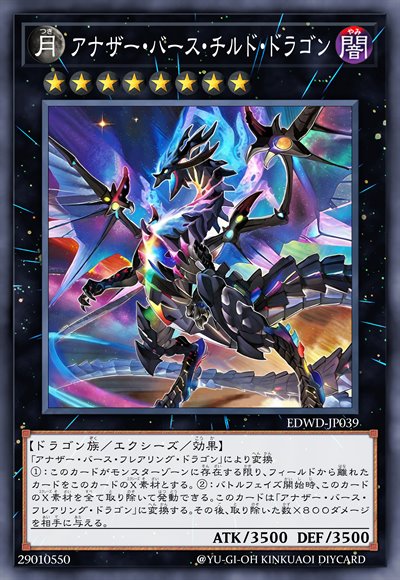 月 アナザー・バース・チルド・ドラゴン 闇
EDWD-JP039
【ドラゴン族／エクシーズ／効果】
「アナザー・バース・フレアリング・ドラゴン」により変換
①：このカードがモンスターゾーンに存在する限り、フィールドから離れた
カードをこのカードのX素材とする。②：バトルフェイズ開始時、このカード
のX素材を全て取り除いて発動できる。このカードは「アナザー・バース・
フレアリング・ドラゴン」に変換する。その後、取り除いた数×800ダメージ
を相手に与える。
ATK/3500 DEF/3500
29010550 @YU-GI-OH KINKUAOI DIYCARD